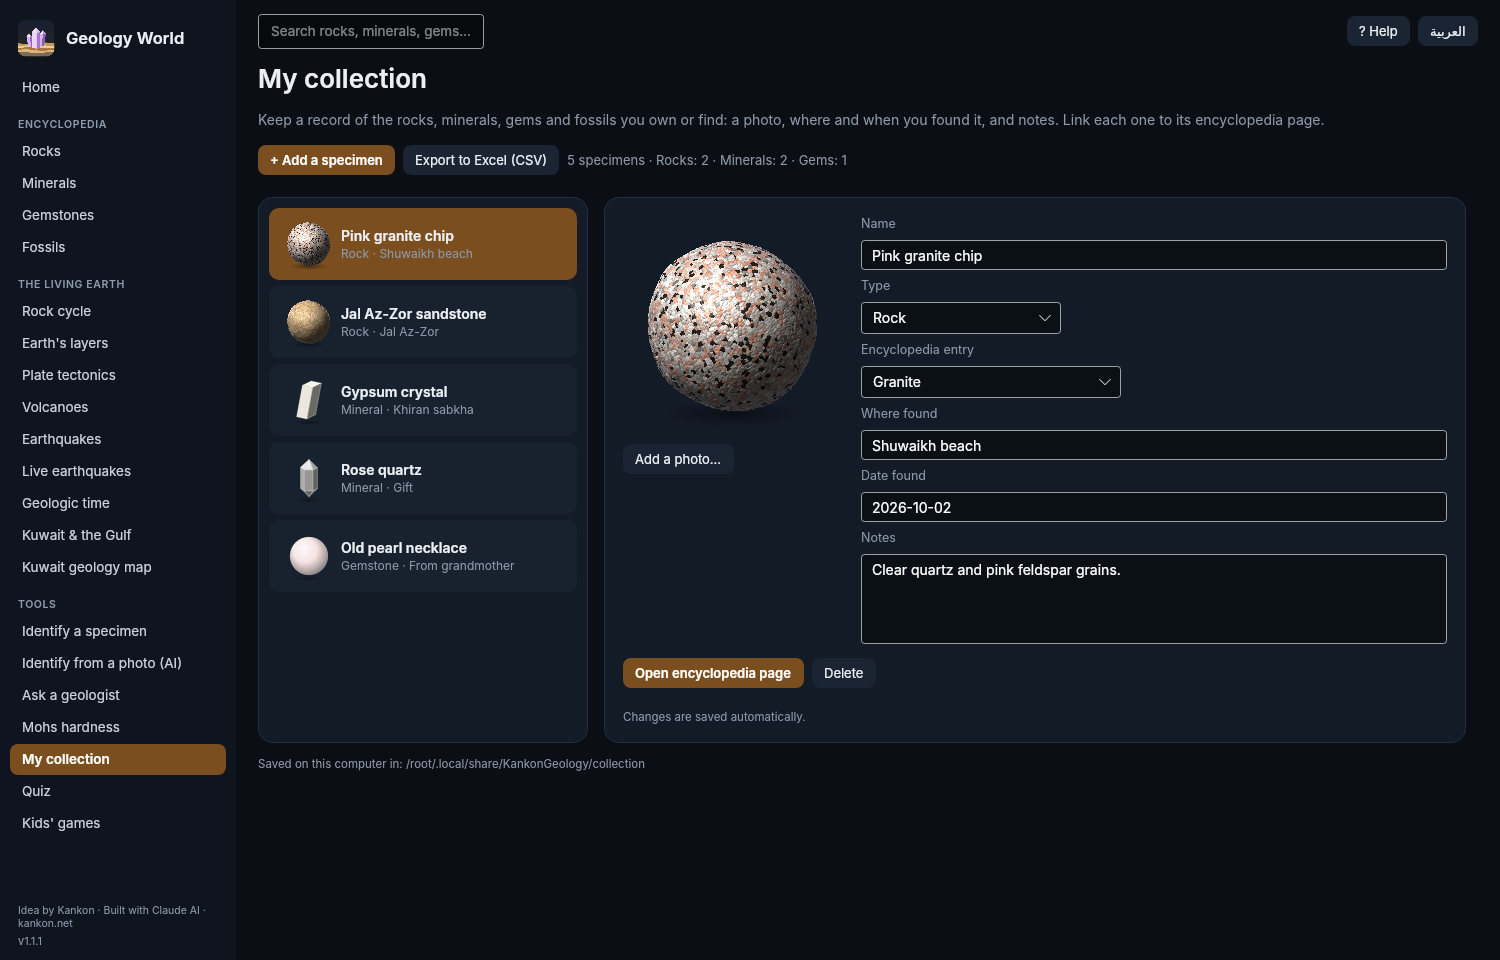 Geology World
Home
ENCYCLOPEDIA
Rocks
Minerals
Gemstones
Fossils
THE LIVING EARTH
Rock cycle
Earth's layers
Plate tectonics
Volcanoes
Earthquakes
Live earthquakes
Geologic time
Kuwait & the Gulf
Kuwait geology map
TOOLS
Identify a specimen
Identify from a photo (AI)
Ask a geologist
Mohs hardness
My collection
Quiz
Kids' games
Idea by Kankon · Built with Claude AI ·
kankon.net
v1.1.1
Search rocks, minerals, gems...
? Help
العربية
My collection
Keep a record of the rocks, minerals, gems and fossils you own or find: a photo, where and when you found it, and notes. Link each one to its encyclopedia page.
+ Add a specimen
Export to Excel (CSV)
5 specimens · Rocks: 2 · Minerals: 2 · Gems: 1
Pink granite chip
Rock · Shuwaikh beach
Jal Az-Zor sandstone
Rock · Jal Az-Zor
Gypsum crystal
Mineral · Khiran sabkha
Rose quartz
Mineral · Gift
Old pearl necklace
Gemstone · From grandmother
Add a photo...
Name
Pink granite chip
Type
Rock
Encyclopedia entry
Granite
Where found
Shuwaikh beach
Date found
2026-10-02
Notes
Clear quartz and pink feldspar grains.
Open encyclopedia page
Delete
Changes are saved automatically.
Saved on this computer in: /root/.local/share/KankonGeology/collection